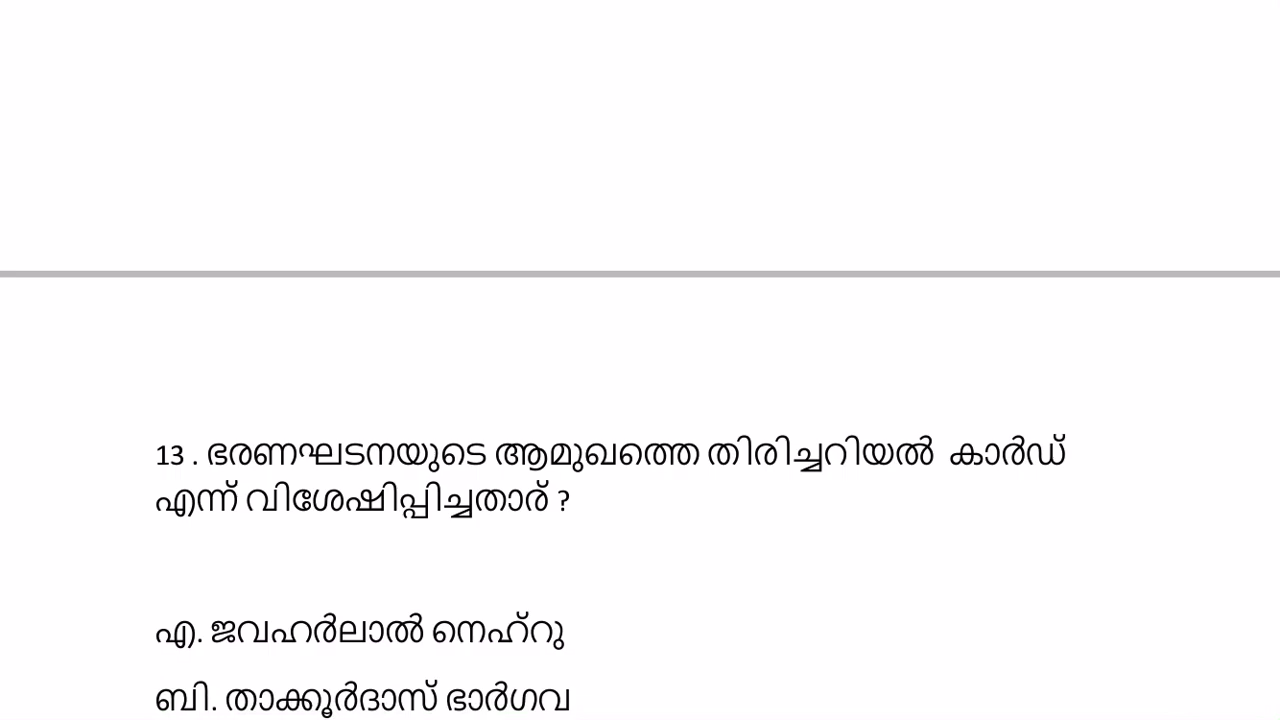 13 . ഭരണഘടനയുടെ ആമുഖത്തെ തിരിച്ചറിയൽ കാർഡ്
എന്ന് വിശേഷിപ്പിച്ചതാര് ?
എ. ജവഹർലാൽ നെഹ്റു
ബി. താക്കൂർദാസ് ഭാർഗവ